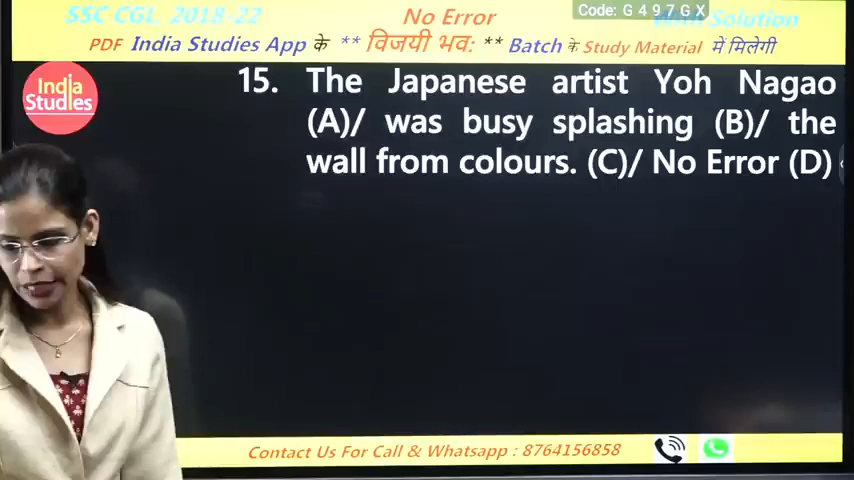 SSC CGL 2018-22
No Error
Code: G 4 9 7 G X
With Solution
PDF India Studies App के ** विजयी भव: ** Batch के Study Material में मिलेगी
India
Studies
15. The Japanese artist Yoh Nagao
(A)/ was busy splashing (B)/ the
wall from colours. (C)/ No Error (D)
Contact Us For Call & Whatsapp : 8764156858